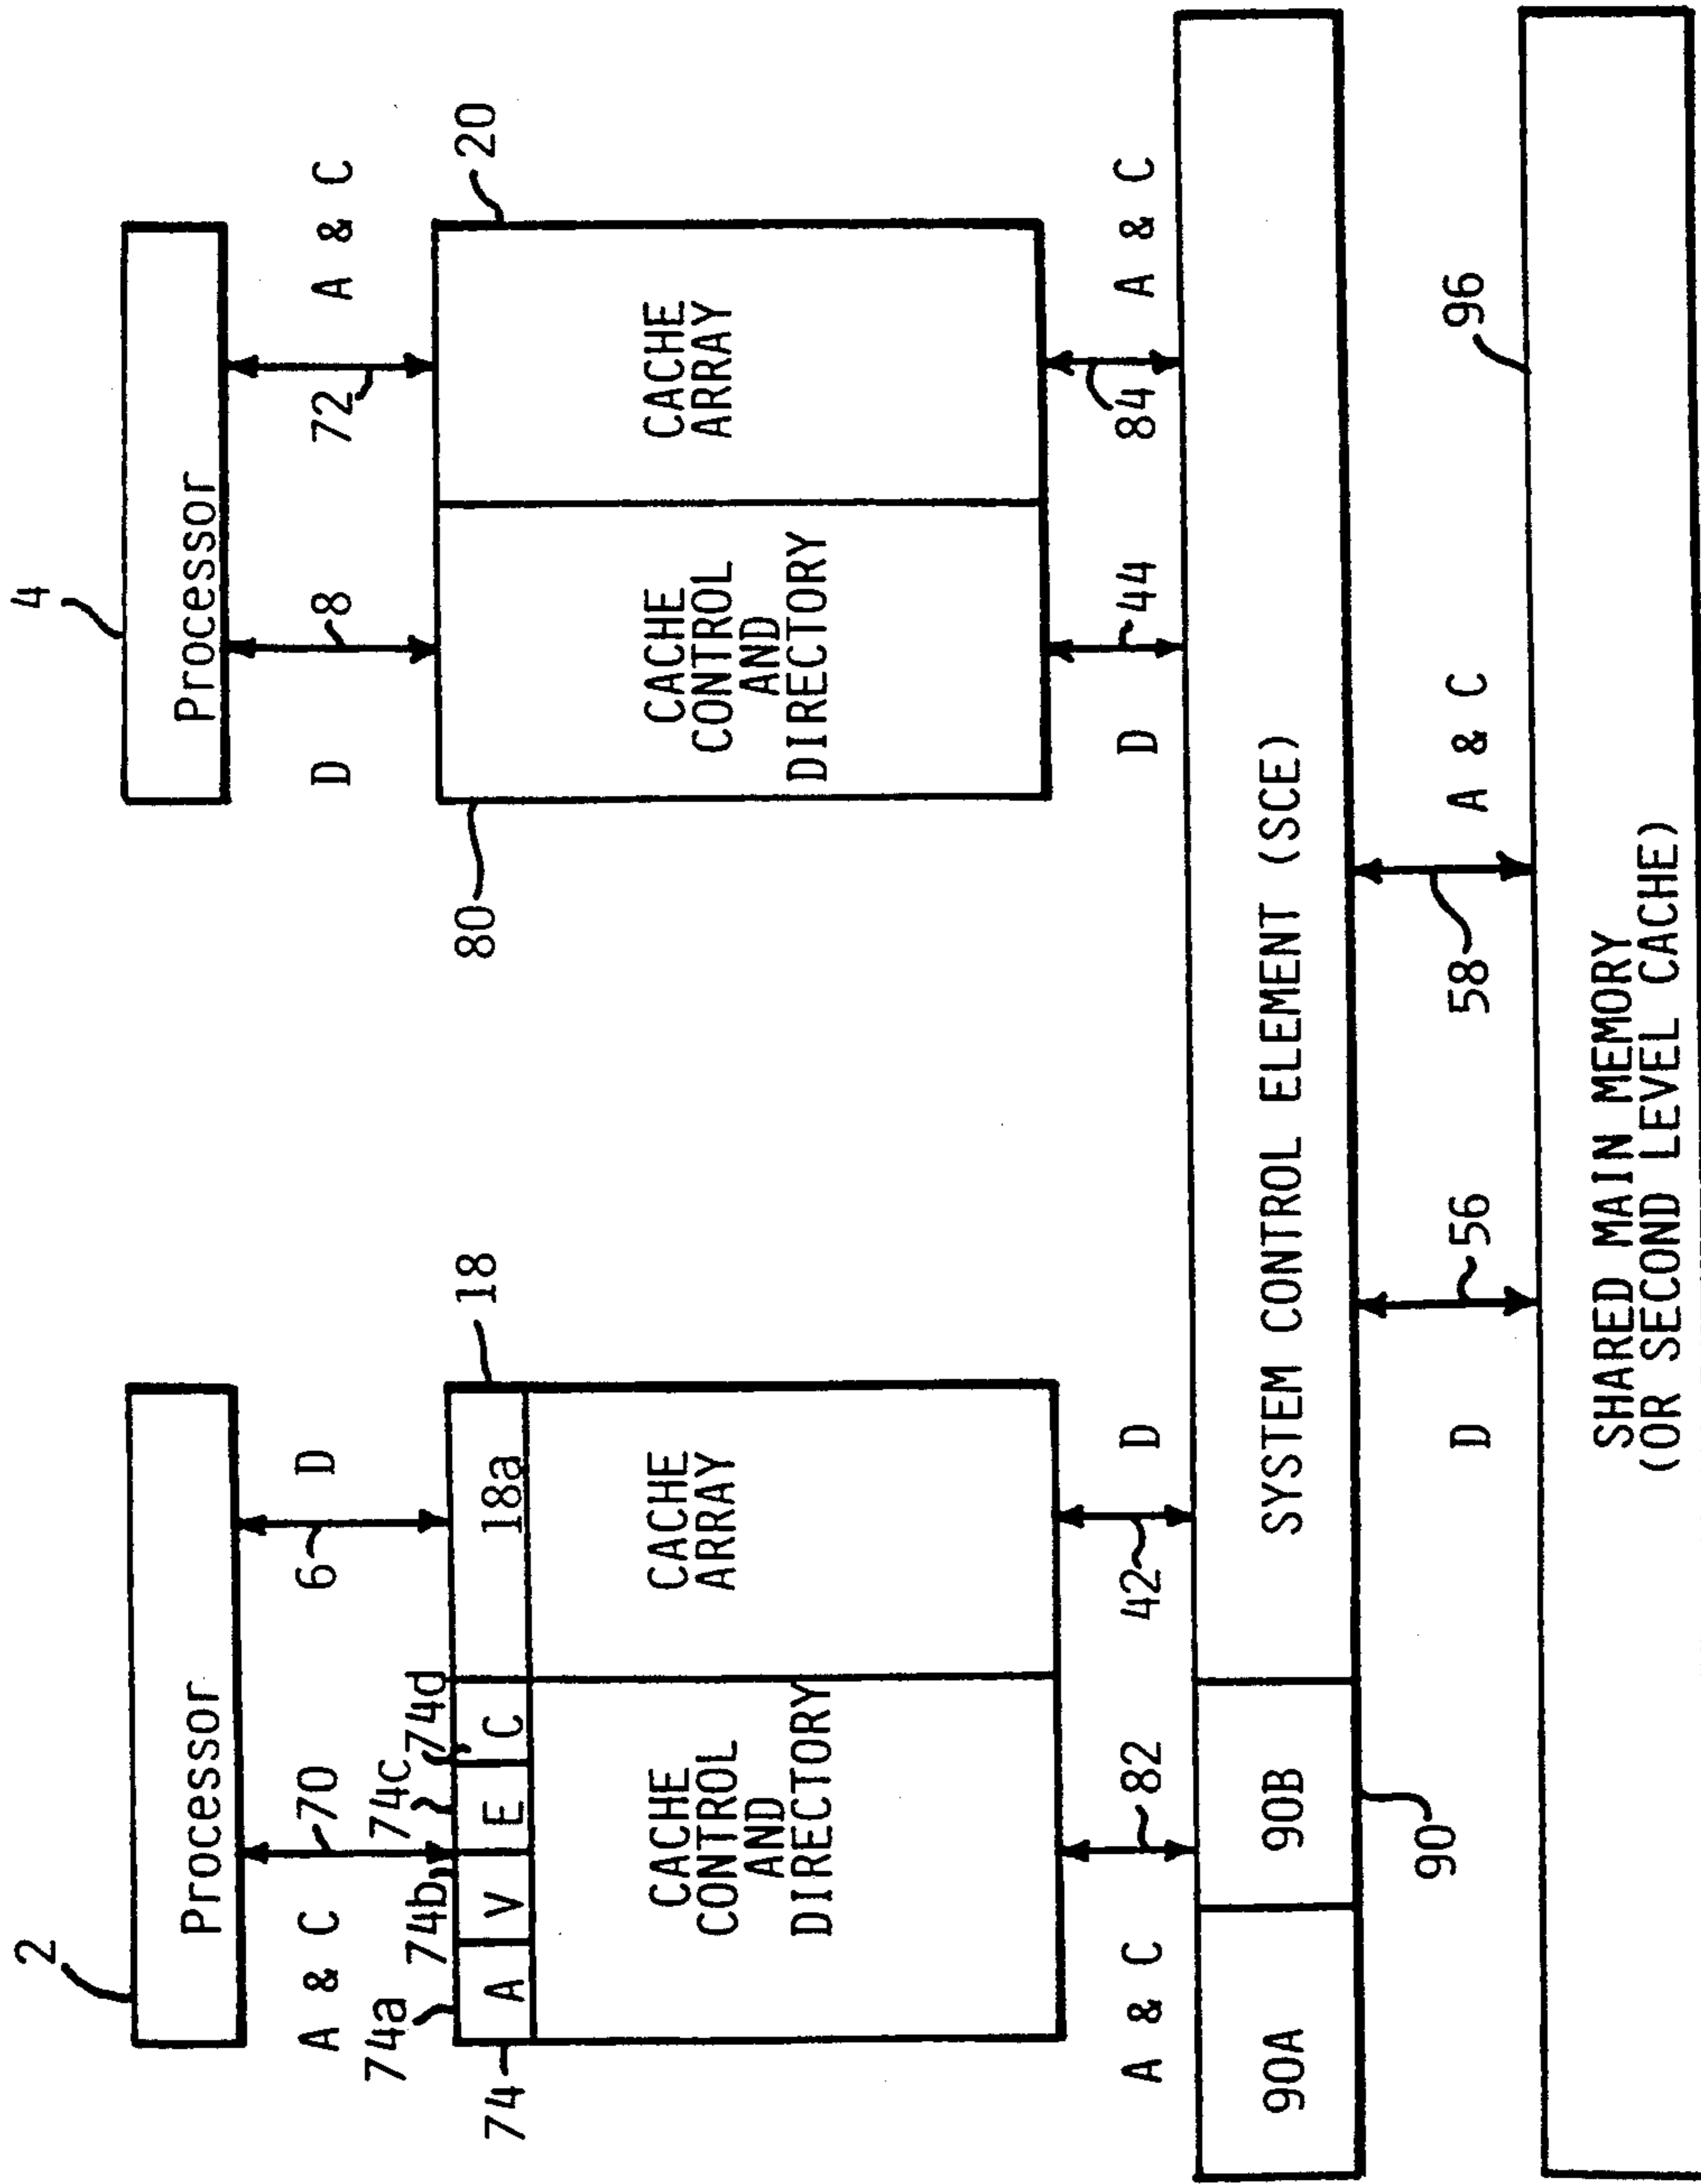 2
4
Processor
Processor
A & C
70
6
D
D
8
72
A & C
74a
74b
74c
74d
18
20
74
A
V
E
C
18a
80
CACHE
CONTROL
AND
DIRECTORY
CACHE
ARRAY
CACHE
CONTROL
AND
DIRECTORY
CACHE
ARRAY
A & C
82
42
D
D
44
84
A & C
90A
90B
SYSTEM CONTROL ELEMENT (SCE)
90
D
56
58
A & C
96
SHARED MAIN MEMORY
(OR SECOND LEVEL CACHE)